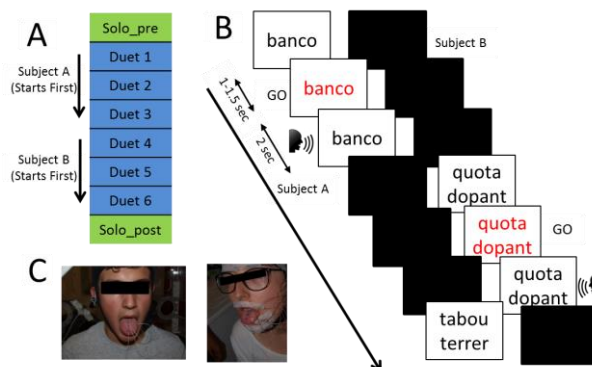 A
Solo_pre
Duet 1
Duet 2
Duet 3
Duet 4
Duet 5
Duet 6
Solo_post
Subject A
(Starts First)
Subject B
(Starts First)
B
banco
Subject B
GO
banco
1-1.5 sec
banco
2 sec
Subject A
quota
dopant
quota
dopant
GO
quota
dopant
tabou
terrer
C